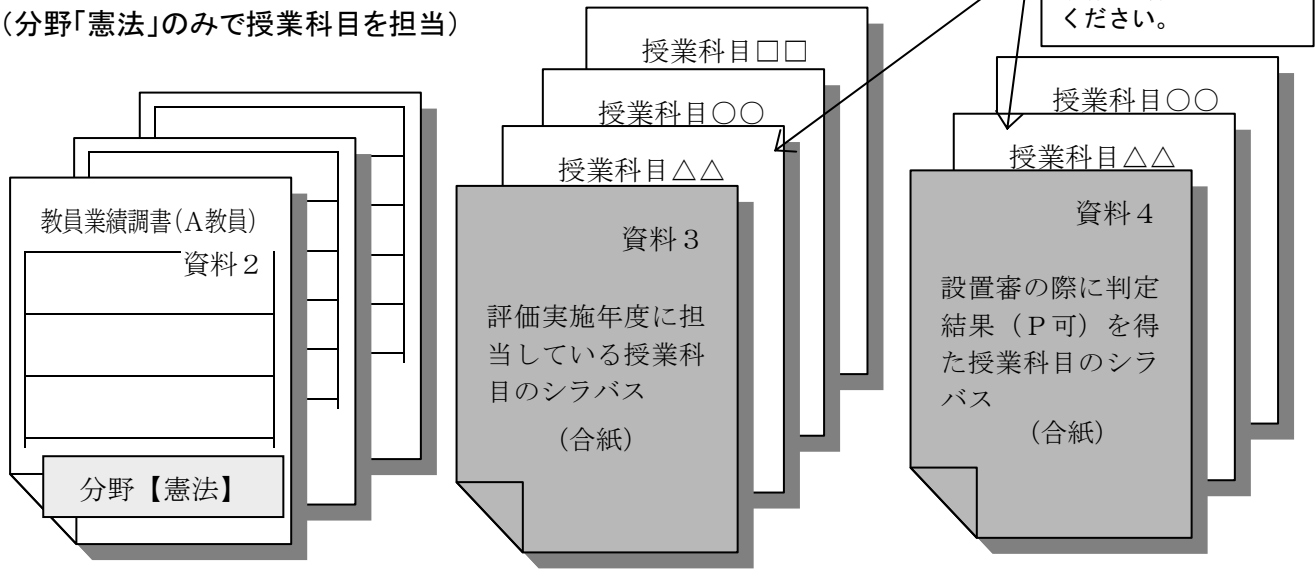 (分野「憲法」のみで授業科目を担当)
ください。
教員業績調書(A教員)
資料2
分野【憲法】
授業科目□□
授業科目○○
授業科目△△
資料3
評価実施年度に担
当している授業科
目のシラバス
(合紙)
授業科目○○
授業科目△△
資料4
設置審の際に判定
結果(P可)を得
た授業科目のシラ
バス
(合紙)